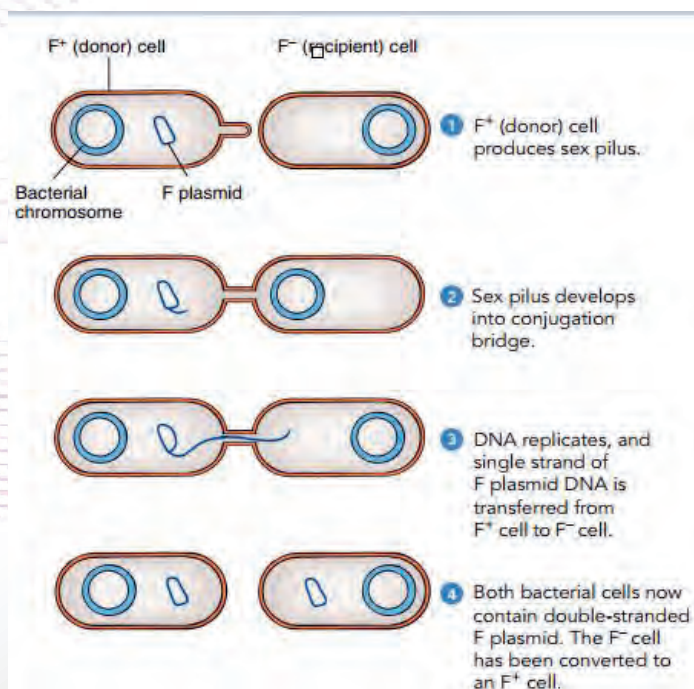 F⁺ (donor) cell
F⁻ (recipient) cell
Bacterial
chromosome
F plasmid
1 F⁺ (donor) cell
produces sex pilus.
2 Sex pilus develops
into conjugation
bridge.
3 DNA replicates, and
single strand of
F plasmid DNA is
transferred from
F⁺ cell to F⁻ cell.
4 Both bacterial cells now
contain double-stranded
F plasmid. The F⁻ cell
has been converted to
an F⁺ cell.